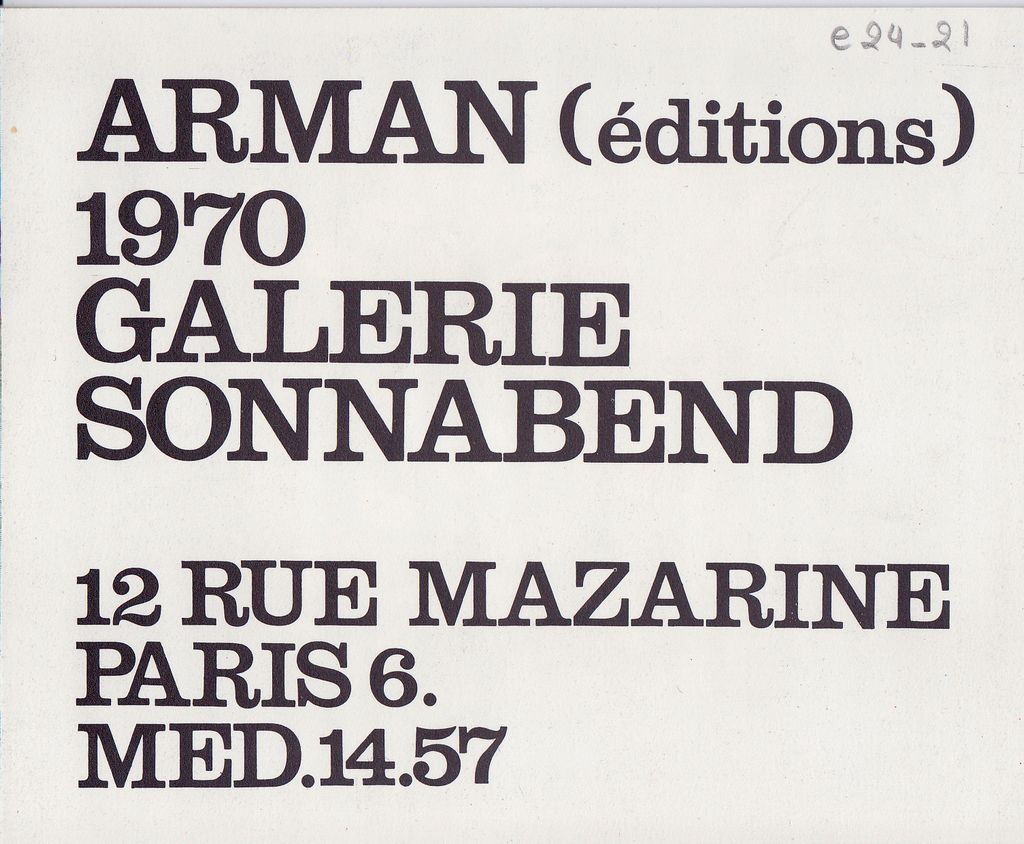 e24-21
ARMAN (éditions)
1970
GALERIE
SONNABEND
12 RUE MAZARINE
PARIS 6.
MED.14.57